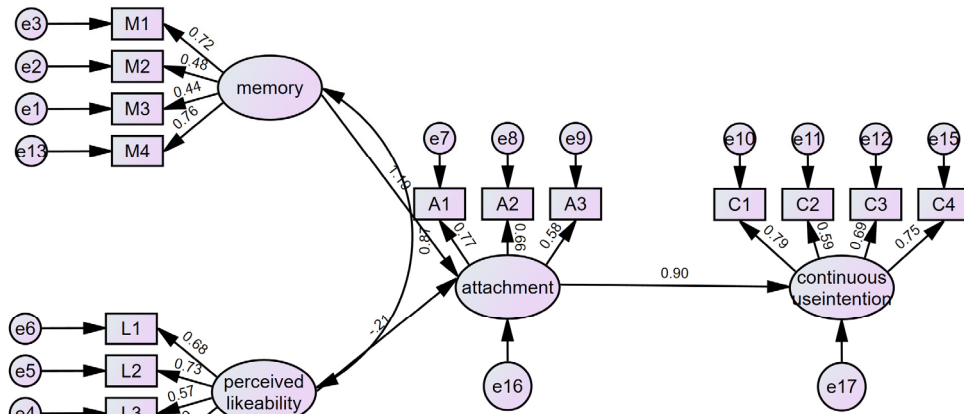 e3
M1
0.72
e2
M2
0.48
memory
e1
M3
0.44
e13
M4
0.76
e7
e8
e9
e10
e11
e12
e15
1.19
A1
A2
A3
C1
C2
C3
C4
0.87
0.77
0.66
0.58
0.79
0.59
0.69
0.75
attachment
0.90
continuous
useintention
e6
L1
0.68
-.21
e5
L2
0.73
perceived
likeability
e16
e17
e4
L3
0.57